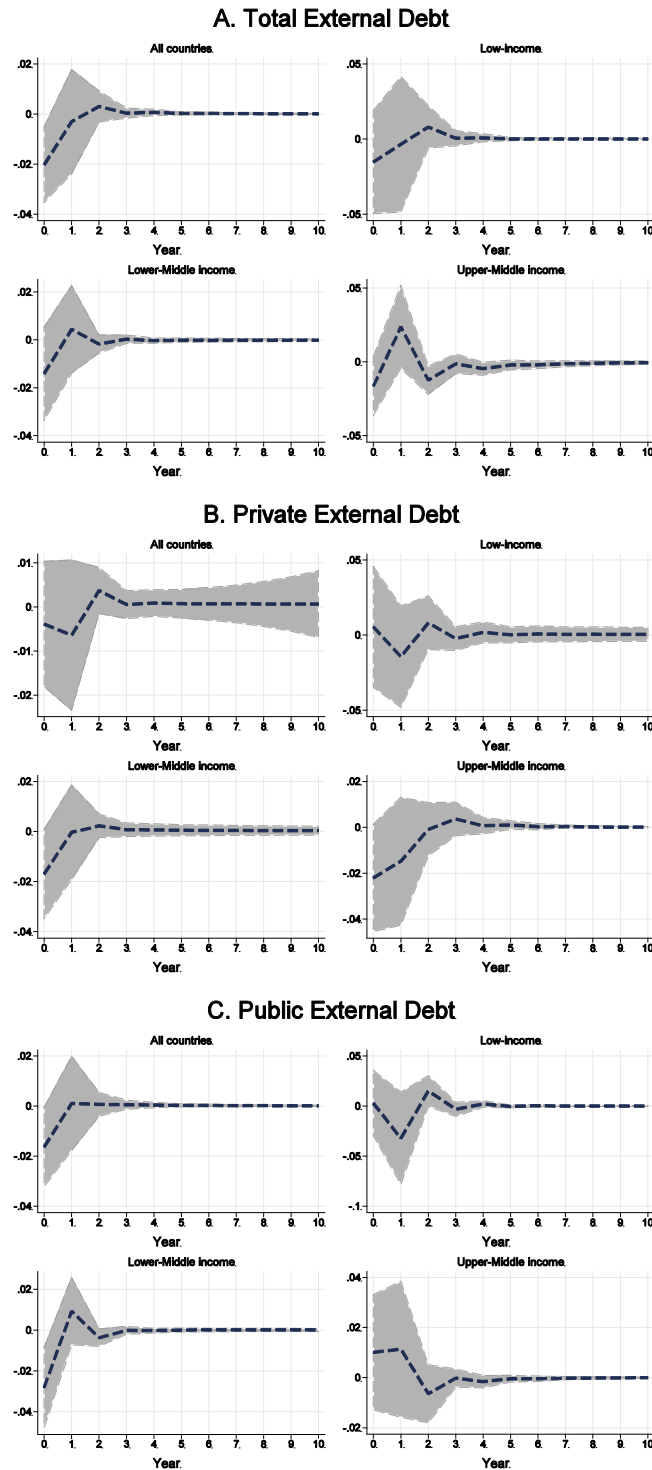 A. Total External Debt
All countries.
.02.
0.
-.02.
-.04.
0. 1. 2. 3. 4. 5. 6. 7. 8. 9. 10.
Year.
Low-income.
.05.
0.
-.05.
0. 1. 2. 3. 4. 5. 6. 7. 8. 9. 10.
Year.
Lower-Middle income.
.02.
0.
-.02.
-.04.
0. 1. 2. 3. 4. 5. 6. 7. 8. 9. 10.
Year.
Upper-Middle income.
.05.
0.
-.05.
0. 1. 2. 3. 4. 5. 6. 7. 8. 9. 10.
Year.
B. Private External Debt
All countries.
.01.
0.
-.01.
-.02.
0. 1. 2. 3. 4. 5. 6. 7. 8. 9. 10.
Year.
Low-income.
.05.
0.
-.05.
0. 1. 2. 3. 4. 5. 6. 7. 8. 9. 10.
Year.
Lower-Middle income.
.02.
0.
-.02.
-.04.
0. 1. 2. 3. 4. 5. 6. 7. 8. 9. 10.
Year.
Upper-Middle income.
.02.
0.
-.02.
-.04.
0. 1. 2. 3. 4. 5. 6. 7. 8. 9. 10.
Year.
C. Public External Debt
All countries.
.02.
0.
-.02.
-.04.
0. 1. 2. 3. 4. 5. 6. 7. 8. 9. 10.
Year.
Low-income.
.05.
0.
-.05.
-.1.
0. 1. 2. 3. 4. 5. 6. 7. 8. 9. 10.
Year.
Lower-Middle income.
.02.
0.
-.02.
-.04.
0. 1. 2. 3. 4. 5. 6. 7. 8. 9. 10.
Year.
Upper-Middle income.
.04.
.02.
0.
-.02.
0. 1. 2. 3. 4. 5. 6. 7. 8. 9. 10.
Year.